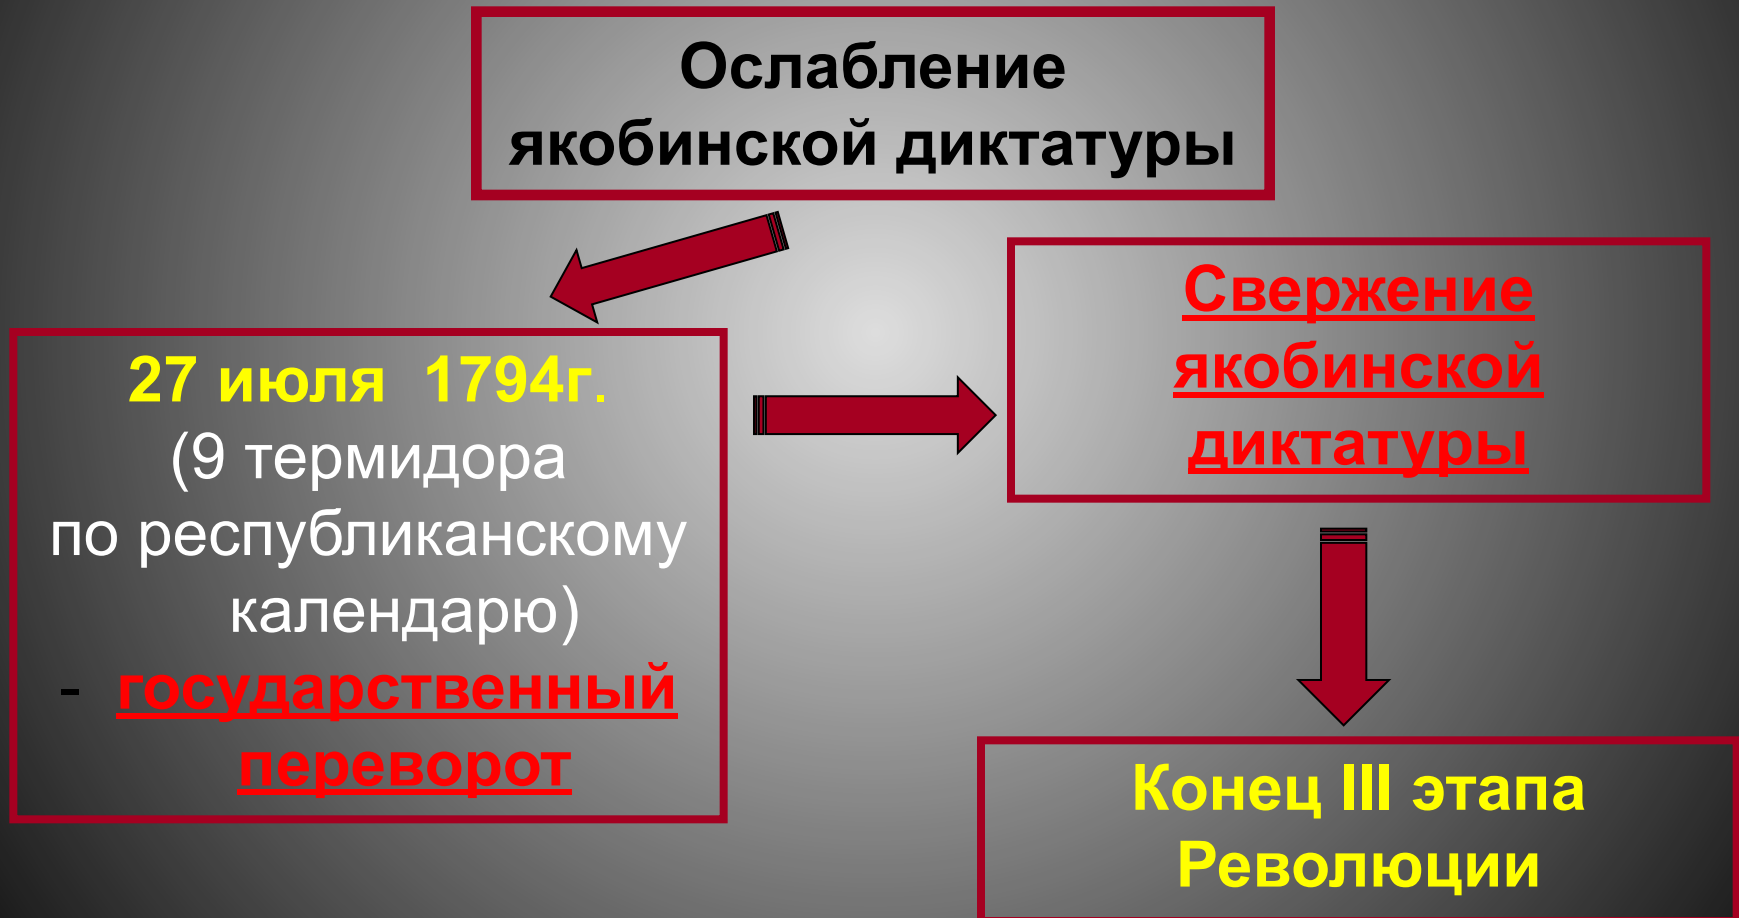 Ослабление
якобинской диктатуры
27 июля 1794г.
(9 термидора
по республиканскому
календарю)
- государственный
переворот
Свержение
якобинской
диктатуры
Конец III этапа
Революции